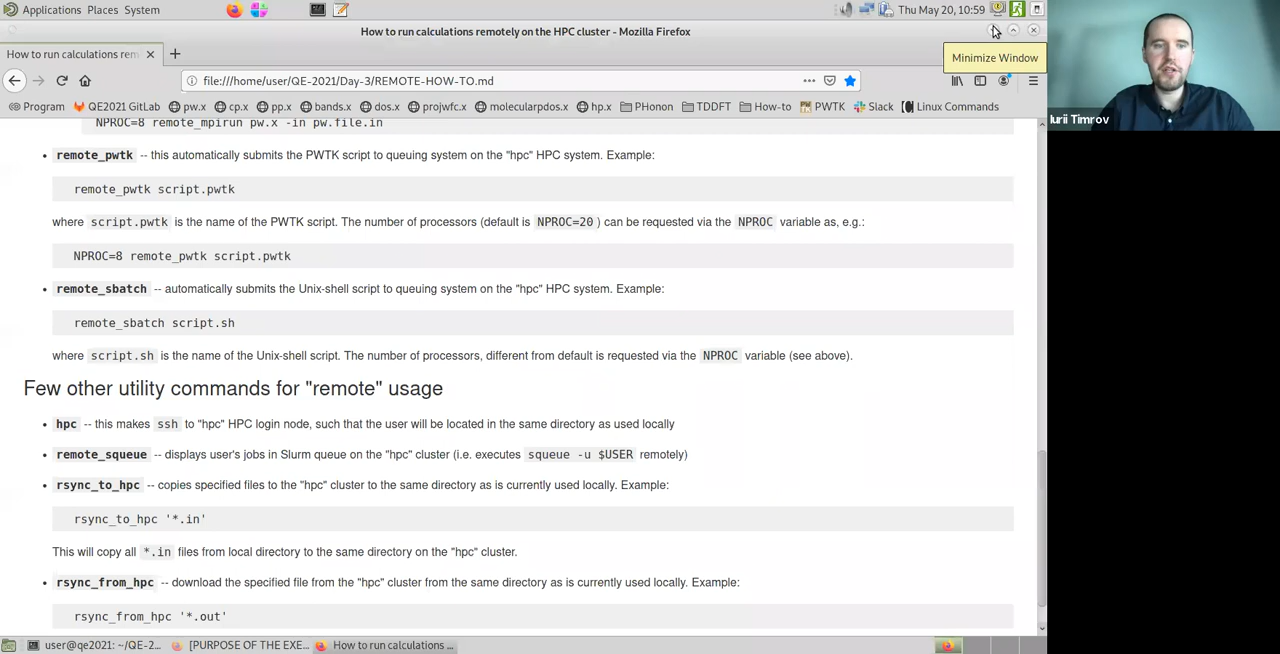 Applications Places System
Thu May 20, 10:59
How to run calculations remotely on the HPC cluster - Mozilla Firefox
How to run calculations rem
Minimize Window
file:///home/user/QE-2021/Day-3/REMOTE-HOW-TO.md
Program QE2021 GitLab pw.x cp.x pp.x bands.x dos.x projwfc.x molecularpdos.x hp.x PHonon TDDFT How-to PWTK Slack Linux Commands
Iurii Timrov
NPROC=8 remote_mpirun pw.x -in pw.file.in
• remote_pwtk -- this automatically submits the PWTK script to queuing system on the "hpc" HPC system. Example:
remote_pwtk script.pwtk
where script.pwtk is the name of the PWTK script. The number of processors (default is NPROC=20 ) can be requested via the NPROC variable as, e.g.:
NPROC=8 remote_pwtk script.pwtk
• remote_sbatch -- automatically submits the Unix-shell script to queuing system on the "hpc" HPC system. Example:
remote_sbatch script.sh
where script.sh is the name of the Unix-shell script. The number of processors, different from default is requested via the NPROC variable (see above).
Few other utility commands for "remote" usage
• hpc -- this makes ssh to "hpc" HPC login node, such that the user will be located in the same directory as used locally
• remote_squeue -- displays user's jobs in Slurm queue on the "hpc" cluster (i.e. executes squeue -u $USER remotely)
• rsync_to_hpc -- copies specified files to the "hpc" cluster to the same directory as is currently used locally. Example:
rsync_to_hpc '*.in'
This will copy all *.in files from local directory to the same directory on the "hpc" cluster.
• rsync_from_hpc -- download the specified file from the "hpc" cluster from the same directory as is currently used locally. Example:
rsync_from_hpc '*.out'
user@qe2021: ~/QE-2... [PURPOSE OF THE EXE... How to run calculations ...